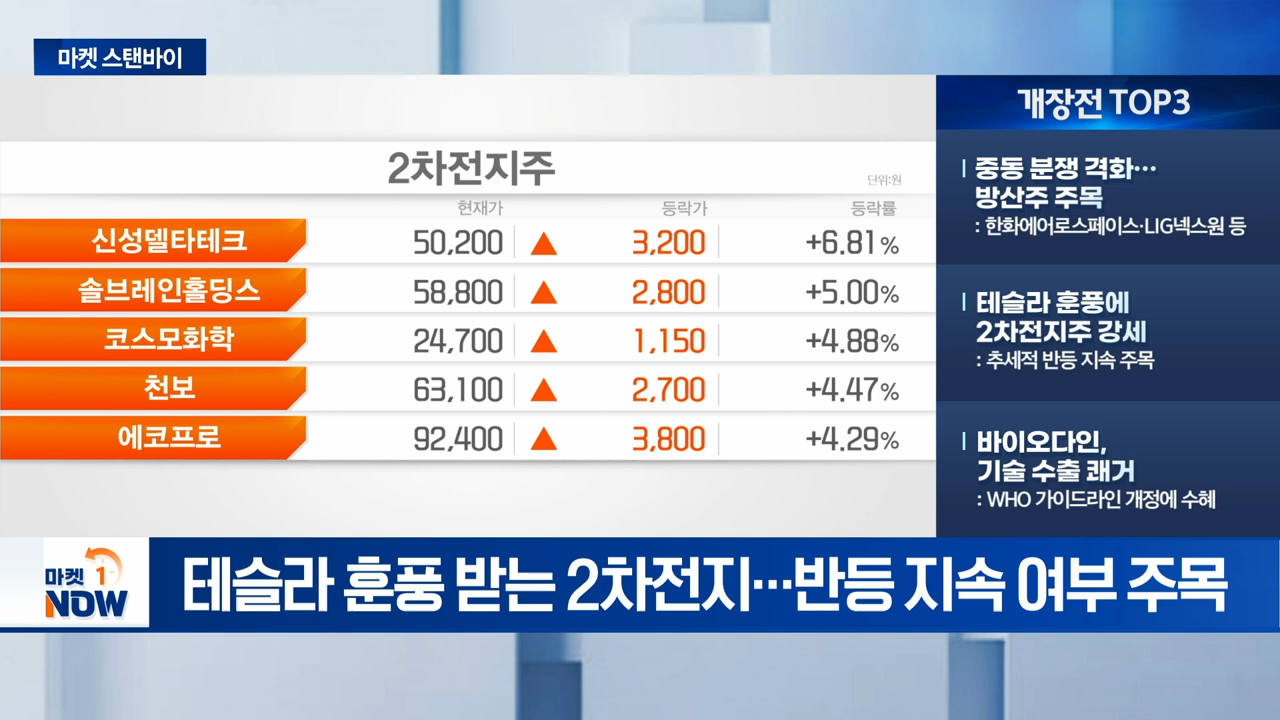 마켓 스탠바이
2차전지주
단위:원
현재가 등락가 등락률
신성델타테크 50,200 ▲ 3,200 +6.81%
솔브레인홀딩스 58,800 ▲ 2,800 +5.00%
코스모화학 24,700 ▲ 1,150 +4.88%
천보 63,100 ▲ 2,700 +4.47%
에코프로 92,400 ▲ 3,800 +4.29%
개장전 TOP3
중동 분쟁 격화…
방산주 주목
: 한화에어로스페이스·LIG넥스원 등
테슬라 훈풍에
2차전지주 강세
: 추세적 반등 지속 주목
바이오다인,
기술 수출 쾌거
: WHO 가이드라인 개정에 수혜
마켓 1
NOW
테슬라 훈풍 받는 2차전지…반등 지속 여부 주목